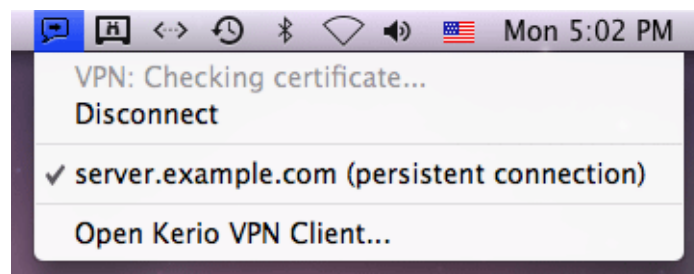 Mon 5:02 PM
VPN: Checking certificate...
Disconnect
✓ server.example.com (persistent connection)
Open Kerio VPN Client...